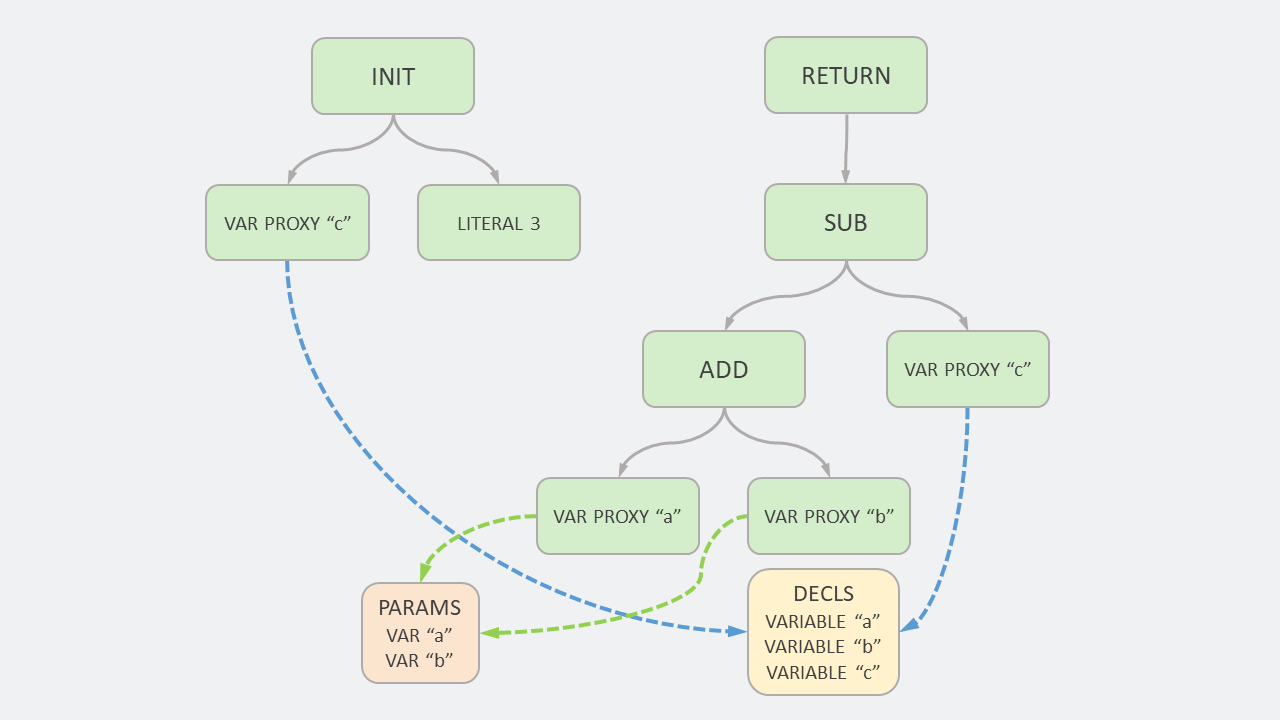 INIT
RETURN
VAR PROXY “c”
LITERAL 3
SUB
ADD
VAR PROXY “c”
VAR PROXY “a”
VAR PROXY “b”
PARAMS
VAR “a”
VAR “b”
DECLS
VARIABLE “a”
VARIABLE “b”
VARIABLE “c”